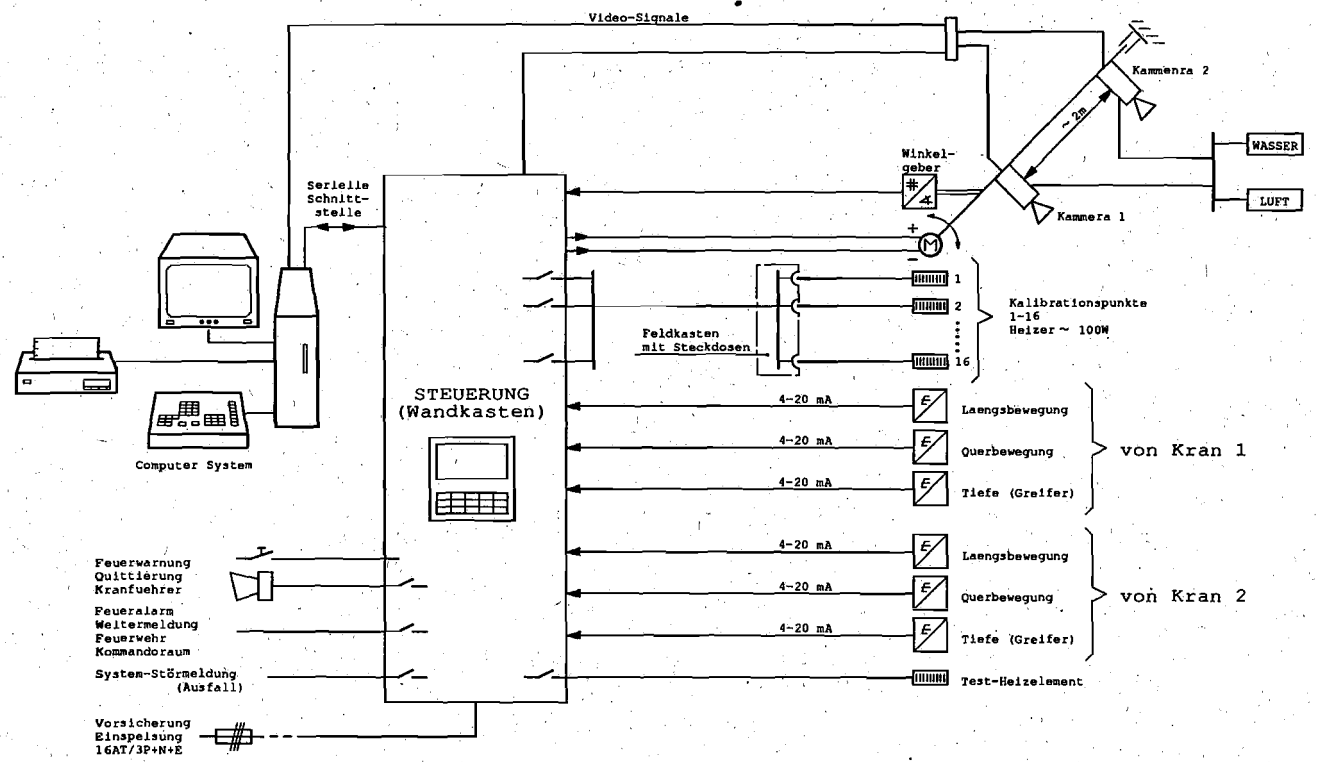 Video-Signale
Kammenra 2
~ 2m
WASSER
LUFT
Winkel-
geber
Kammera 1
Serielle
Schnitt-
stelle
+
M
-
1
2
16
Kalibrationspunkte
1-16
Heizer ~ 100W
Feldkasten
mit Steckdosen
STEUERUNG
(Wandkasten)
Computer System
4-20 mA
E
Laengsbewegung
4-20 mA
E
Querbewegung
von Kran 1
4-20 mA
E
Tiefe (Greifer)
4-20 mA
E
Laengsbewegung
4-20 mA
E
Querbewegung
von Kran 2
4-20 mA
E
Tiefe (Greifer)
Test-Heizelement
Feuerwarnung
Quittierung
Kranfuehrer
Feueralarm
Weitermeldung
Feuerwehr
Kommandoraum
System-Störmeldung
(Ausfall)
Vorsicherung
Einspeisung
16AT/3P+N+E